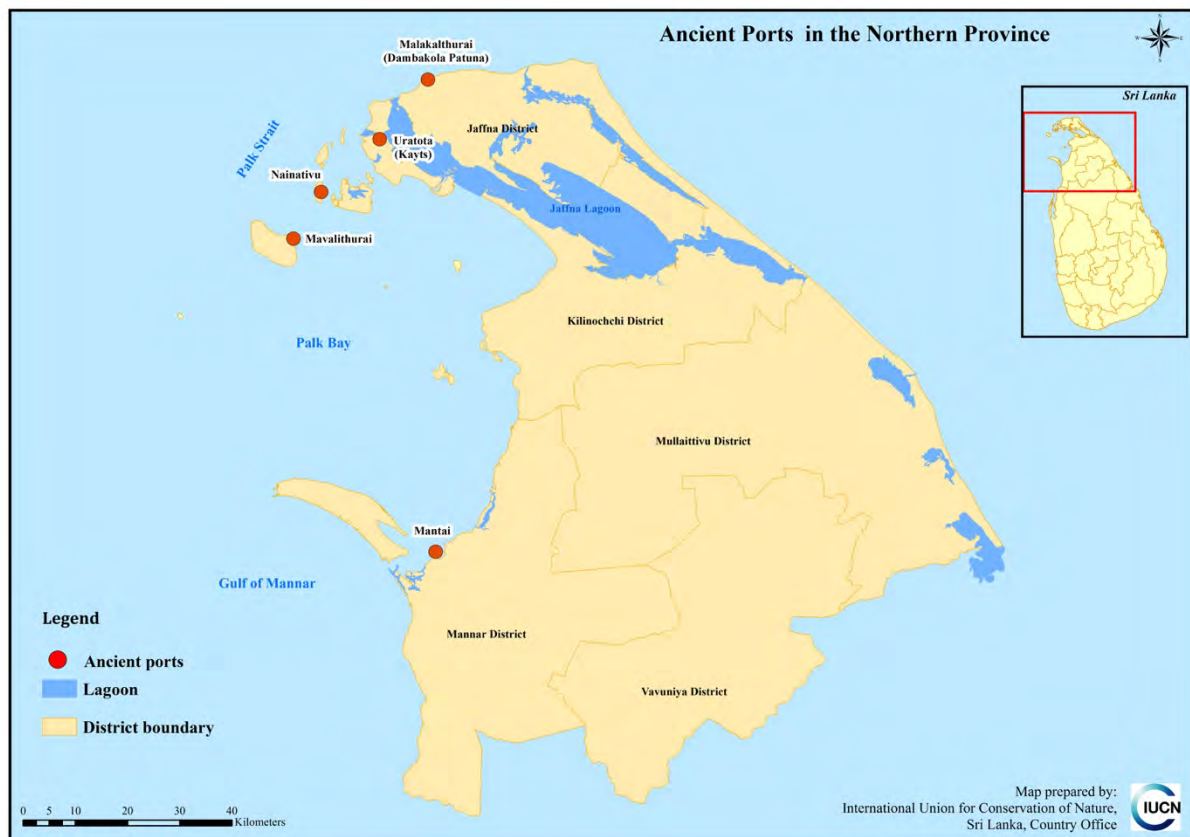 Ancient Ports in the Northern Province
N
W
E
S
Sri Lanka
Malakalthurai
(Dambakola Patuna)
Jaffna District
Uratota
(Kayts)
Palk Strait
Nainativu
Jaffna Lagoon
Mavalithurai
Kilinochchi District
Palk Bay
Mullaittivu District
Mantai
Gulf of Mannar
Mannar District
Vavuniya District
Legend
Ancient ports
Lagoon
District boundary
0 5 10 20 30 40
Kilometers
Map prepared by:
International Union for Conservation of Nature,
Sri Lanka, Country Office
IUCN